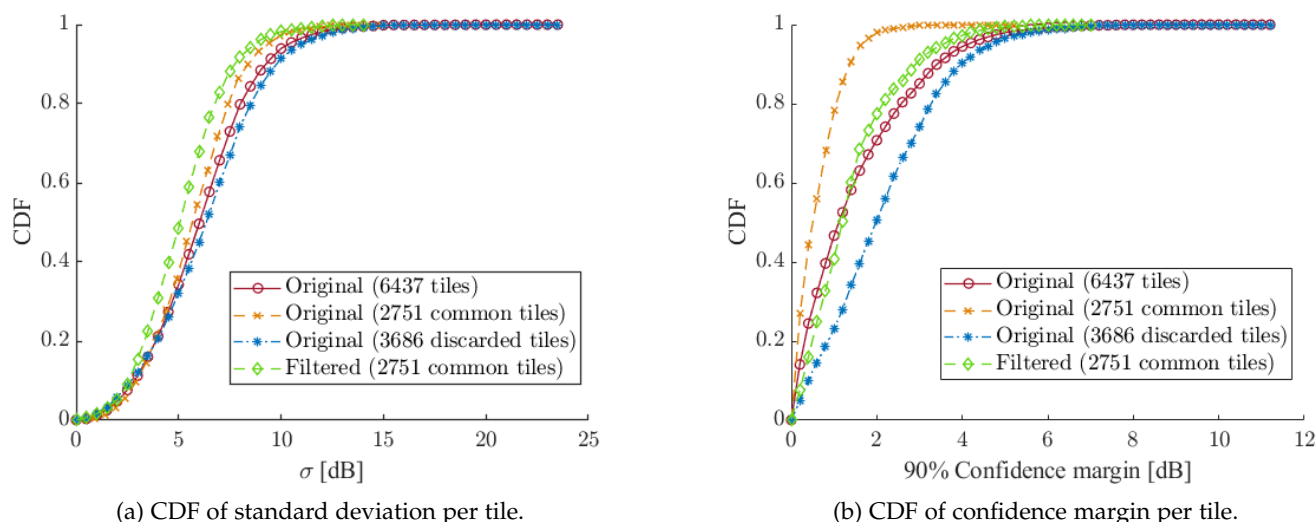 1
0.8
0.6
0.4
0.2
0
CDF
0 5 10 15 20 25
σ [dB]
Original (6437 tiles)
Original (2751 common tiles)
Original (3686 discarded tiles)
Filtered (2751 common tiles)
(a) CDF of standard deviation per tile.
1
0.8
0.6
0.4
0.2
0
CDF
0 2 4 6 8 10 12
90% Confidence margin [dB]
Original (6437 tiles)
Original (2751 common tiles)
Original (3686 discarded tiles)
Filtered (2751 common tiles)
(b) CDF of confidence margin per tile.